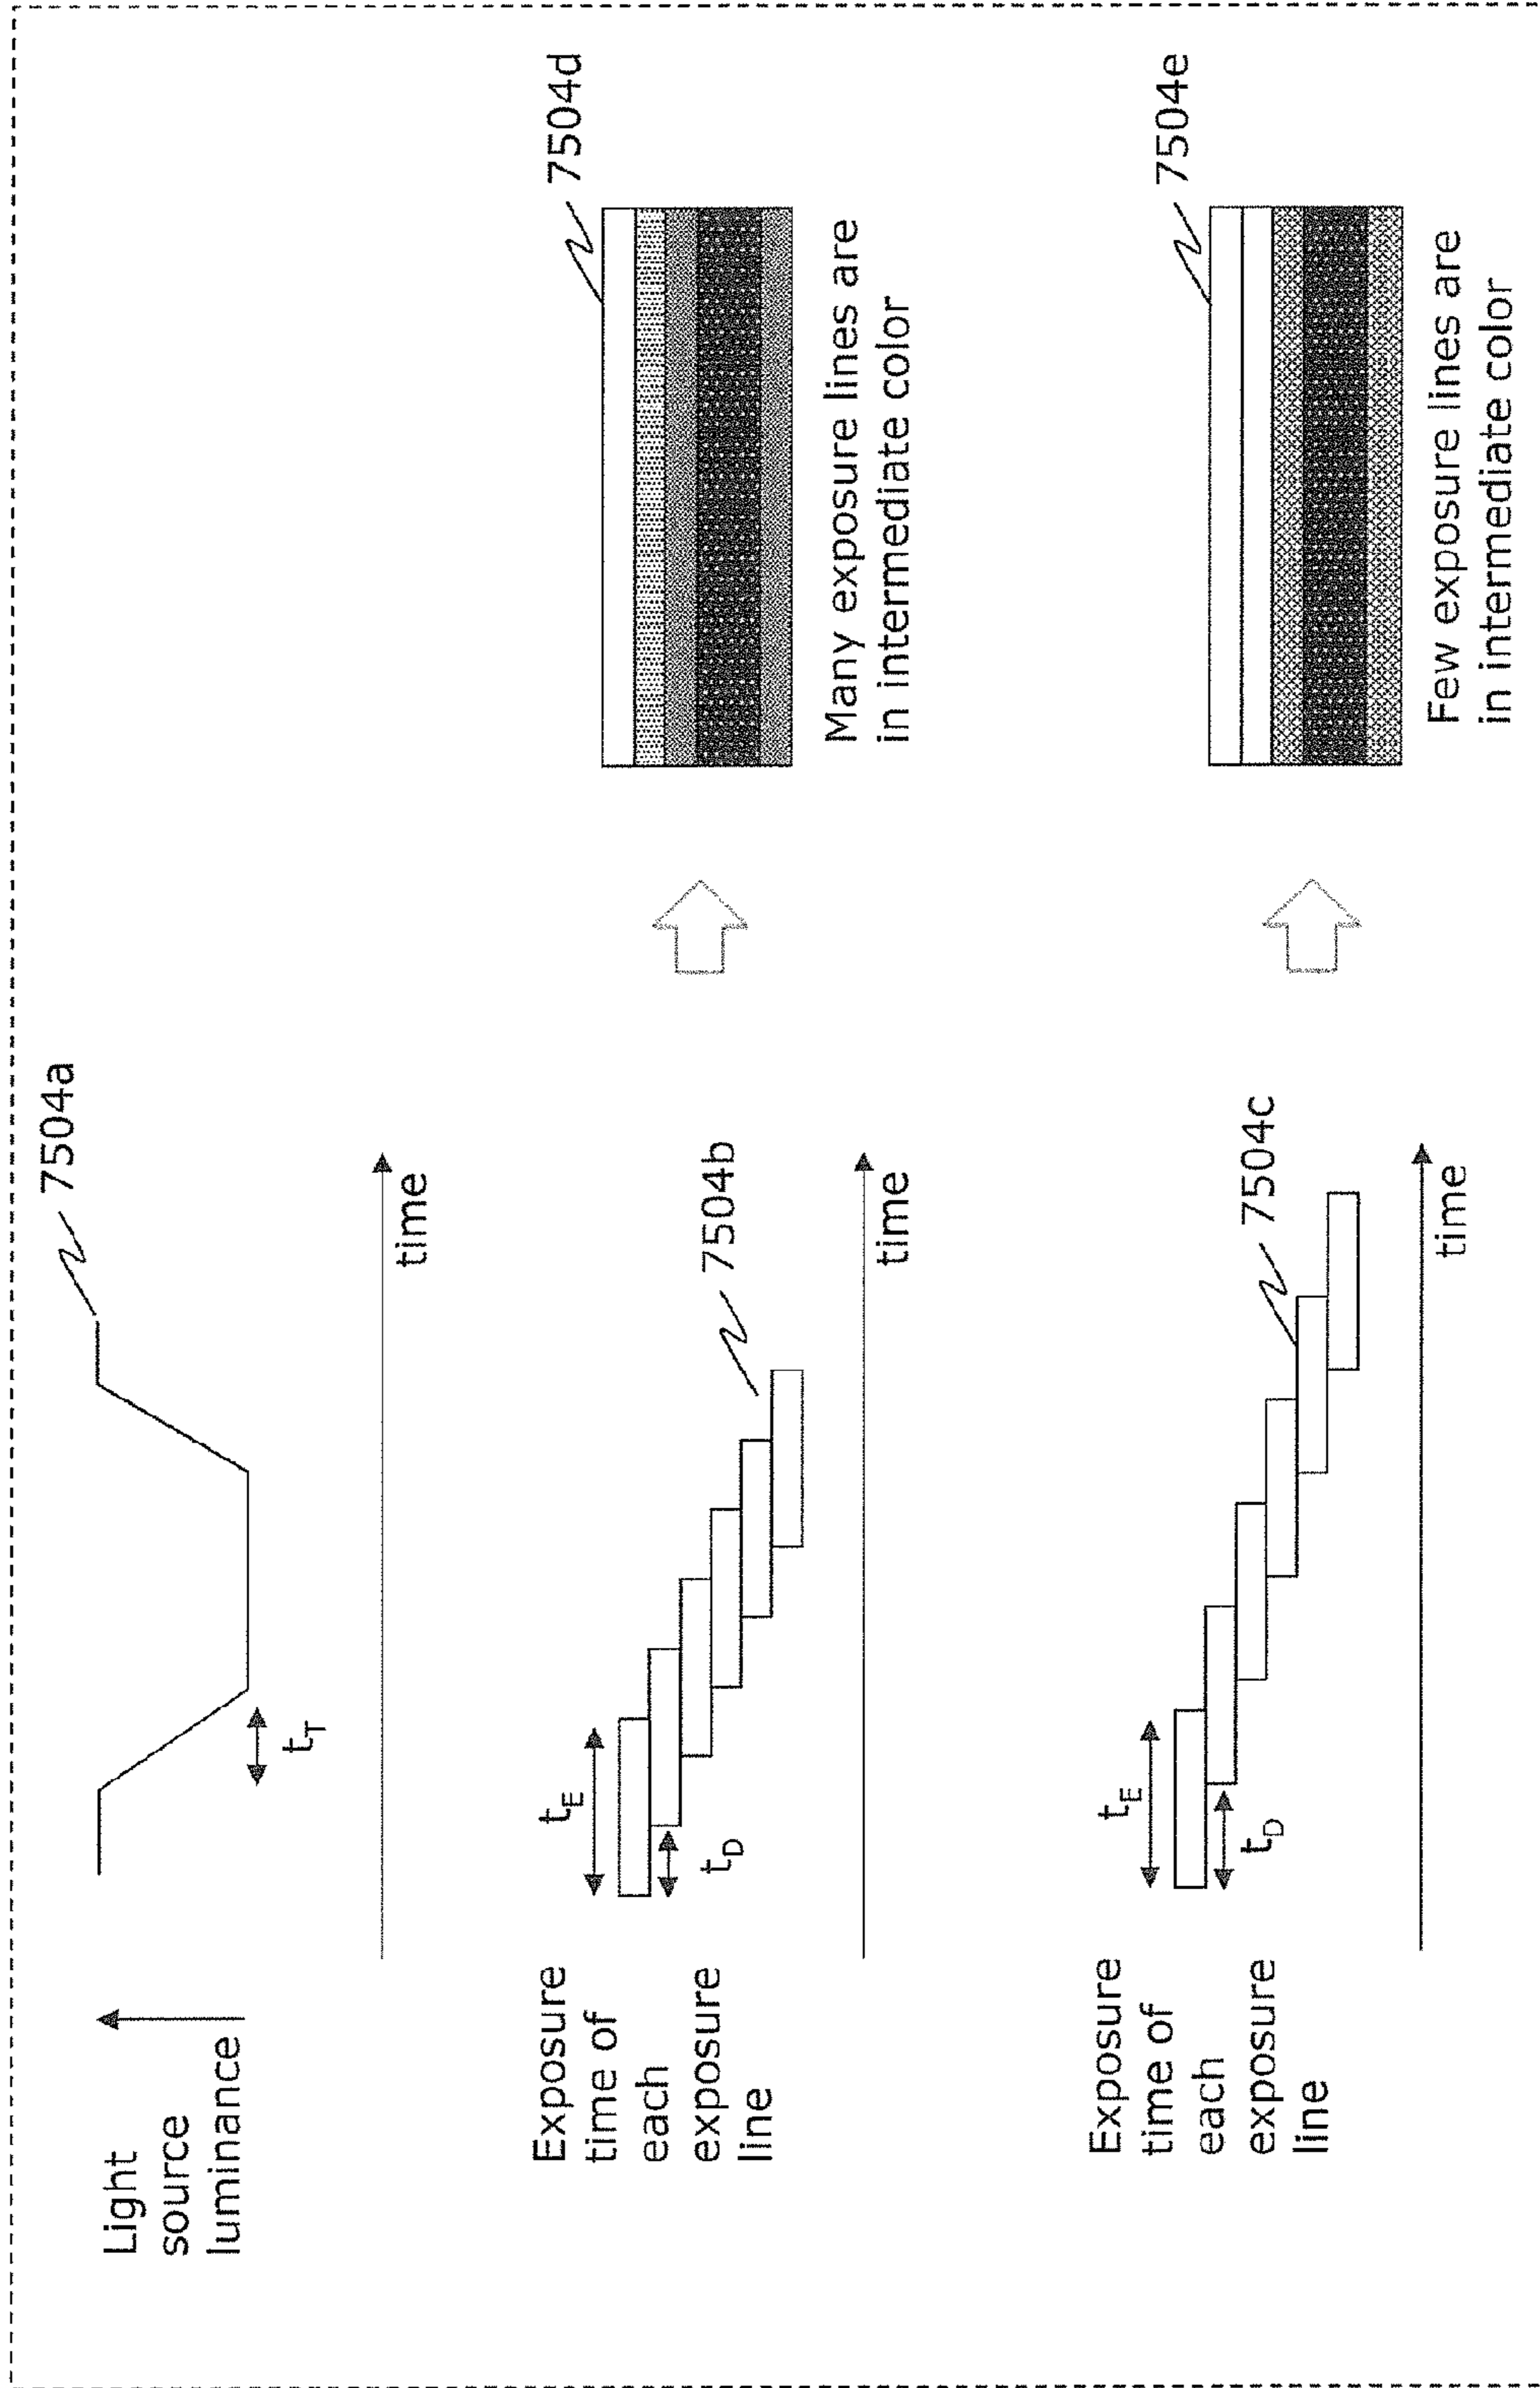 Light
source
luminance
7504a
t_T
time
Exposure
time of
each
exposure
line
t_E
t_D
7504b
time
7504d
Many exposure lines are
in intermediate color
Exposure
time of
each
exposure
line
t_E
t_D
7504c
time
7504e
Few exposure lines are
in intermediate color